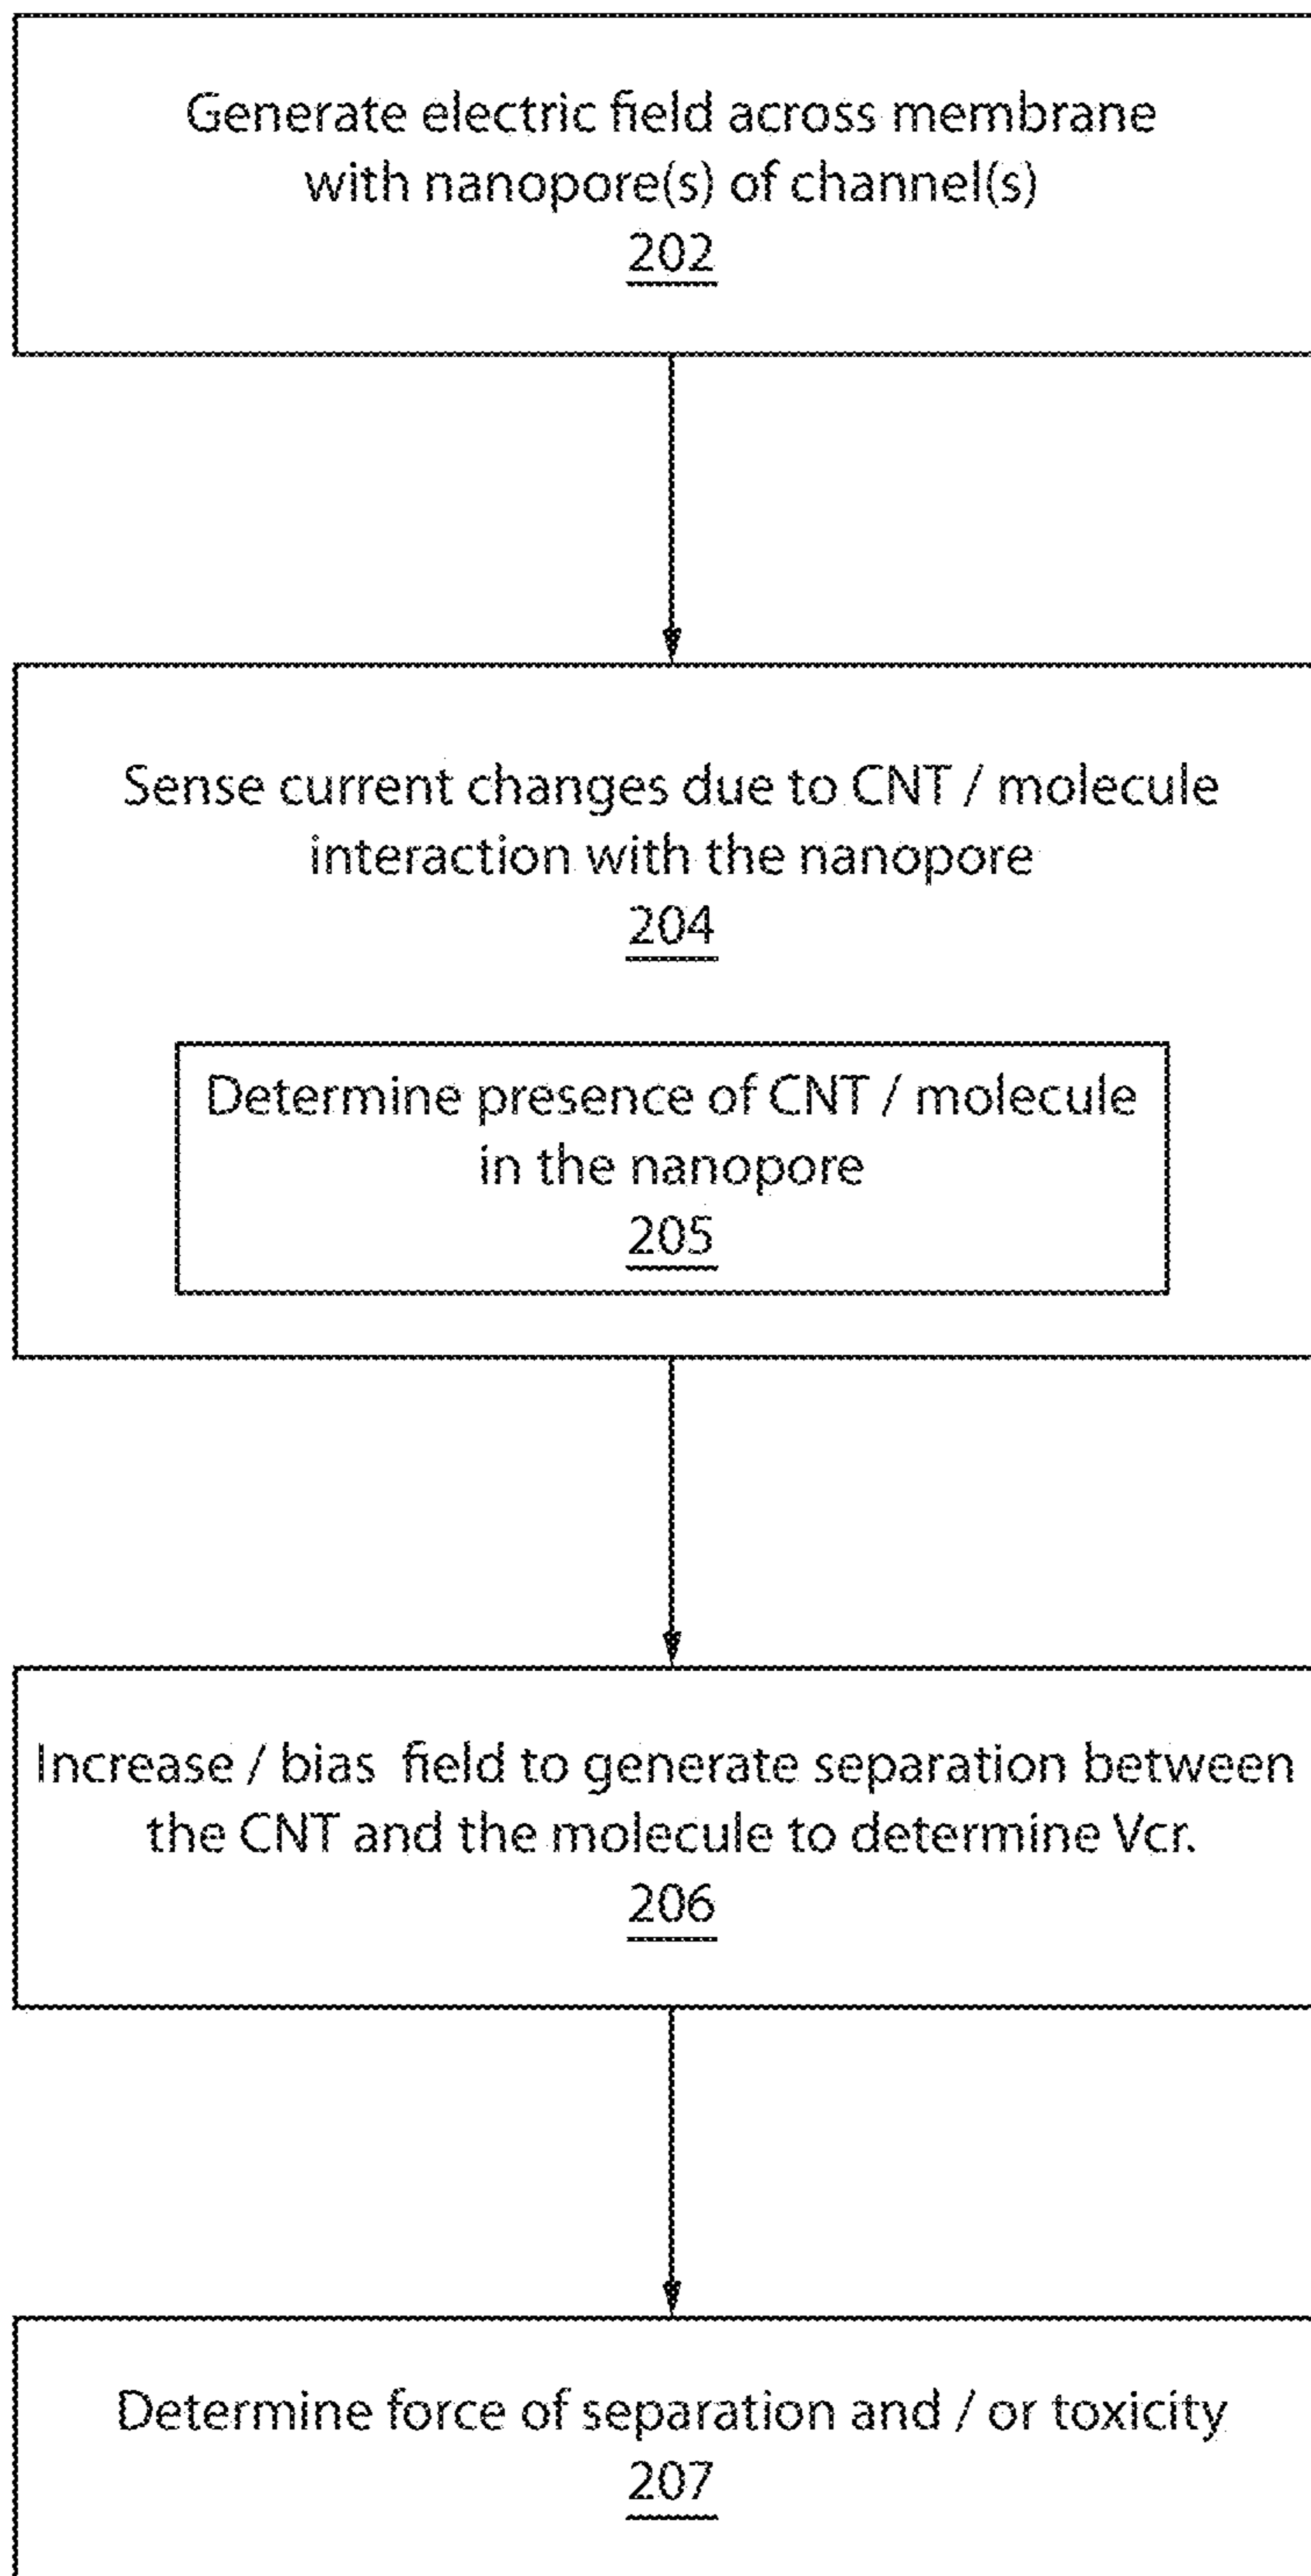 Generate electric field across membrane
with nanopore(s) of channel(s)
202
Sense current changes due to CNT / molecule
interaction with the nanopore
204
Determine presence of CNT / molecule
in the nanopore
205
Increase / bias field to generate separation between
the CNT and the molecule to determine Vcr.
206
Determine force of separation and / or toxicity
207